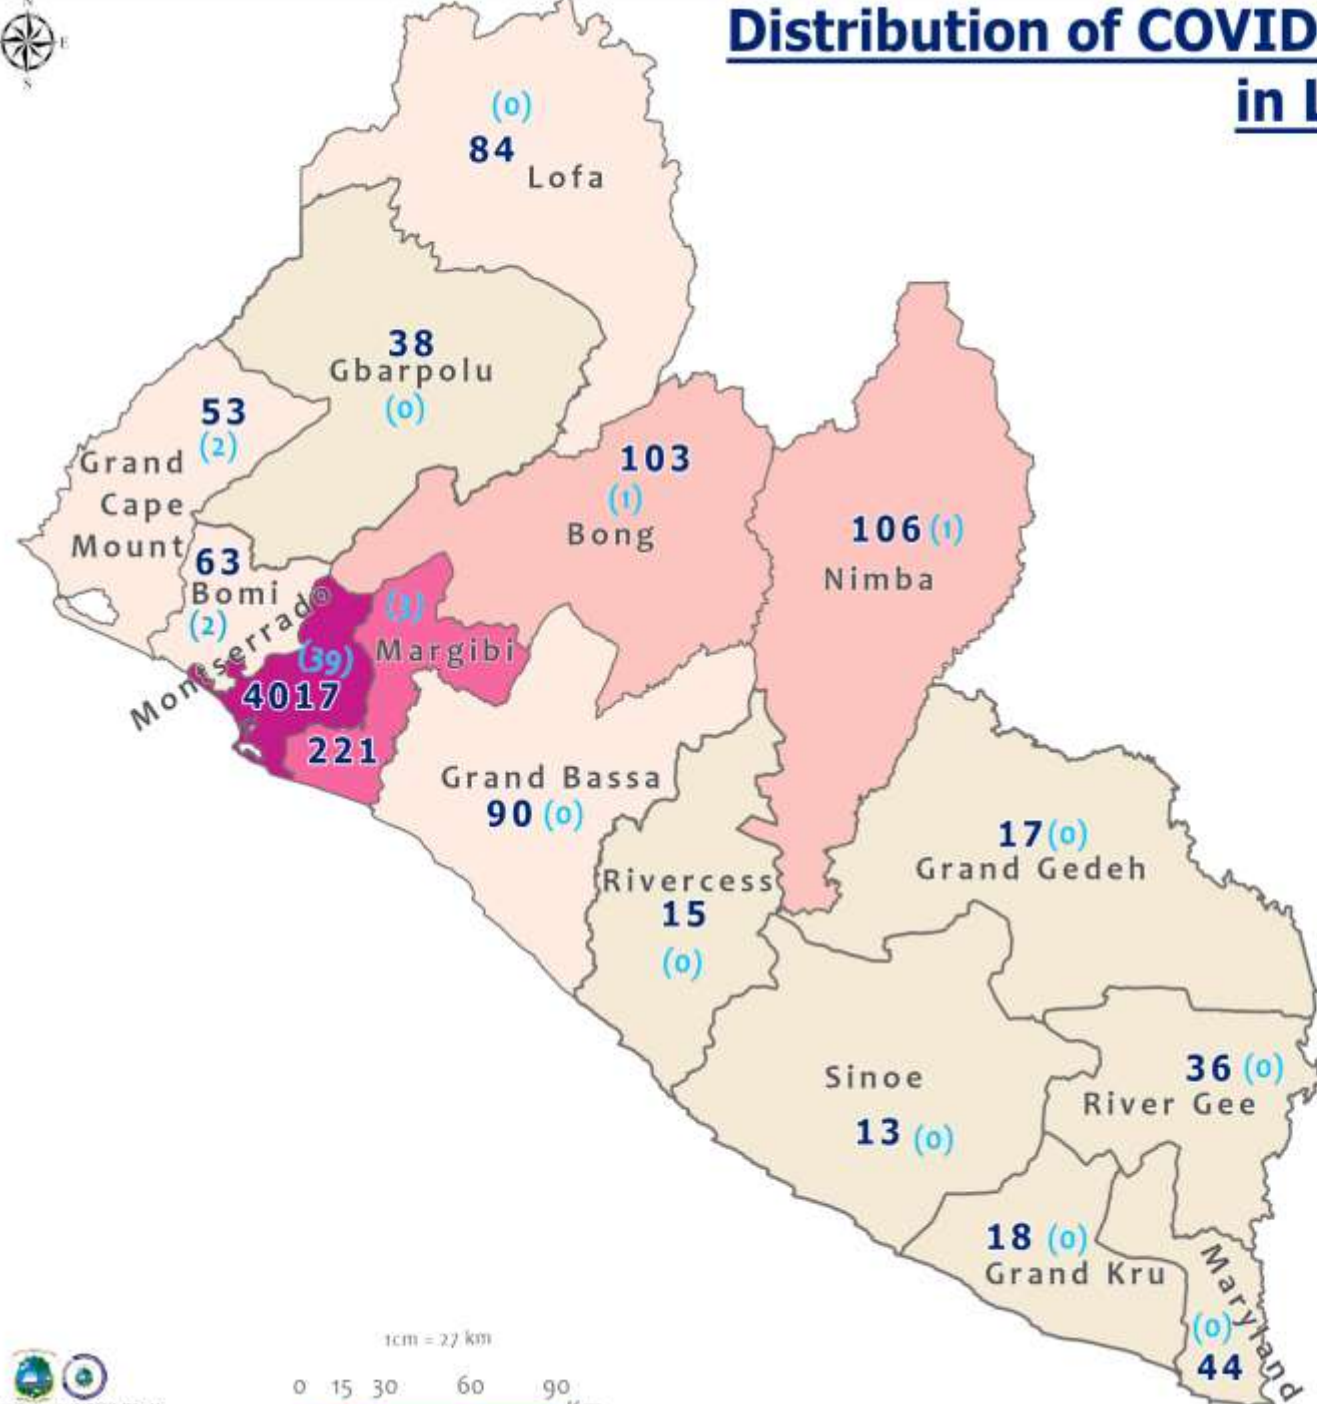 N
E
S
Distribution of COVID
in L
(0)
84
Lofa
38
Gbarpolu
(0)
53
(2)
Grand
Cape
Mount
103
(1)
Bong
106 (1)
Nimba
63
Bomi
(2)
Montserrado
(39)
4017
(3)
Margibi
221
Grand Bassa
90 (0)
Rivercess
15
(0)
17 (0)
Grand Gedeh
Sinoe
13 (0)
36 (0)
River Gee
18 (0)
Grand Kru
Maryland
(0)
44
1cm = 27 km
0 15 30 60 90